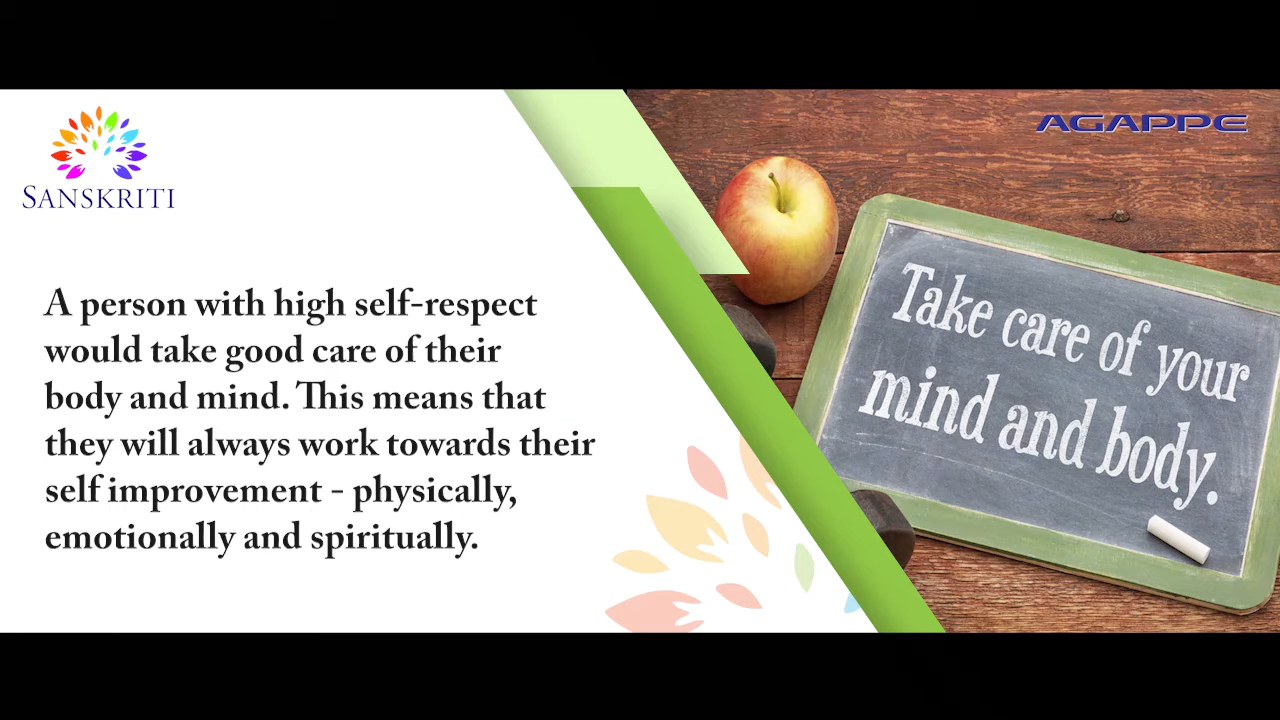 SANSKRITI
AGAPPE
A person with high self-respect
would take good care of their
body and mind. This means that
they will always work towards their
self improvement - physically,
emotionally and spiritually.
Take care of your
mind and body.